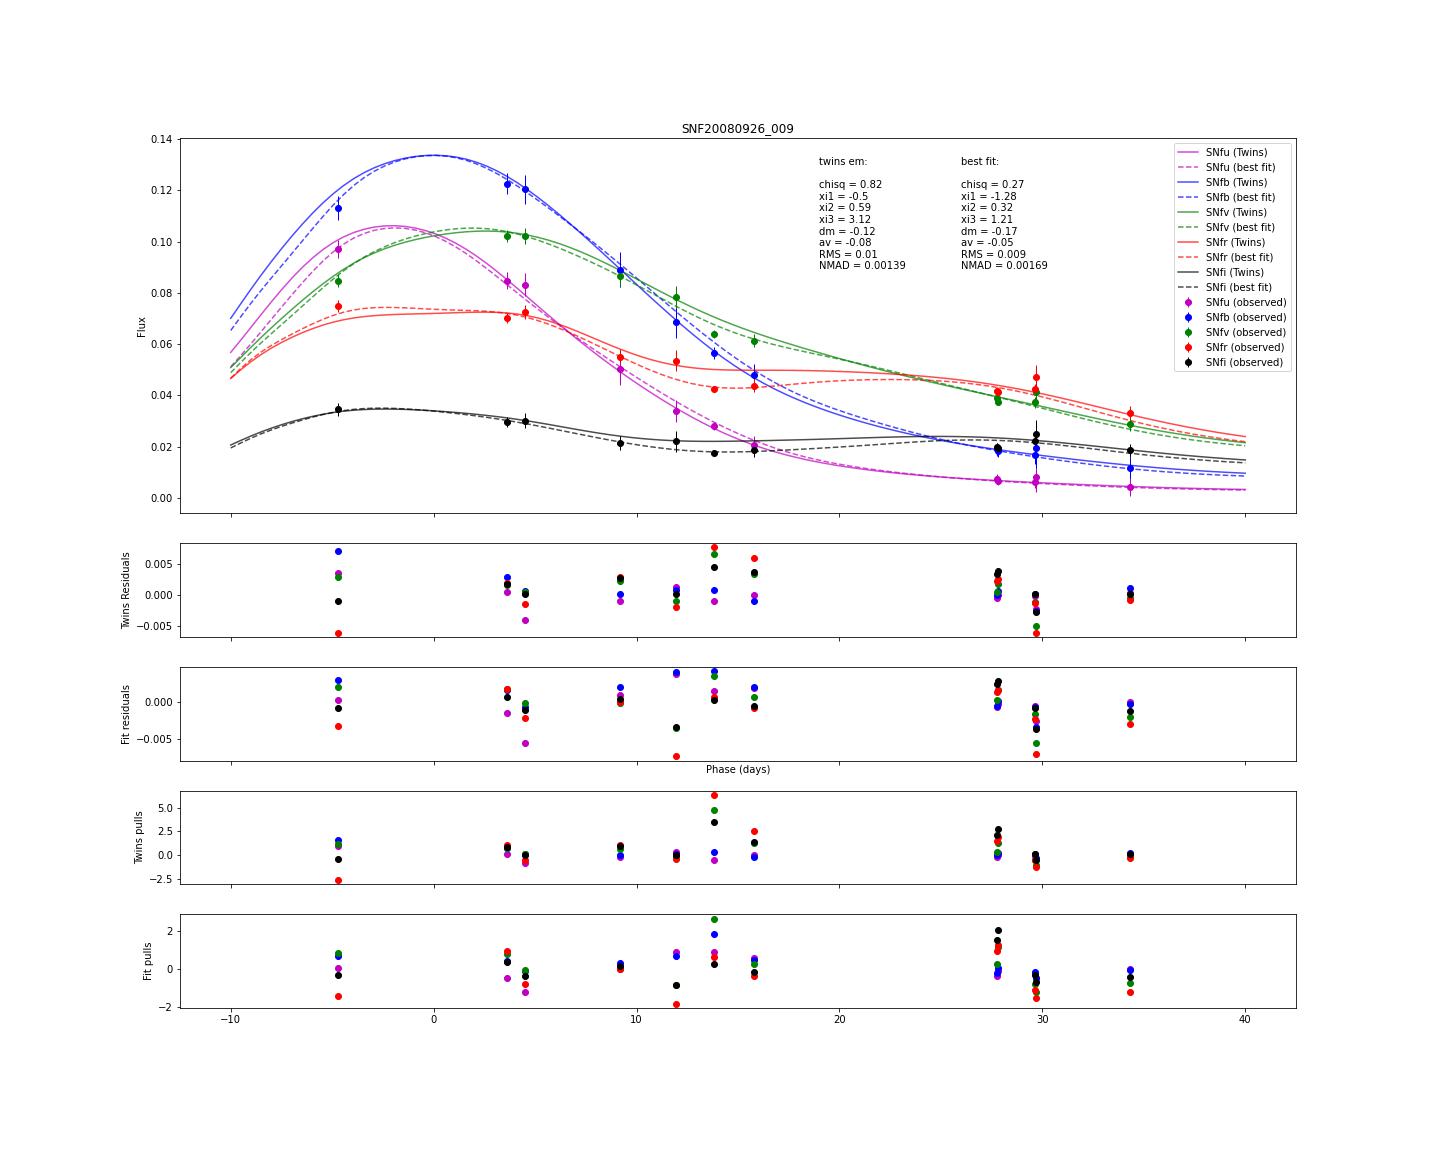 SNF20080926_009
0.14
0.12
0.10
0.08
0.06
0.04
0.02
0.00
Flux
twins em:
chisq = 0.82
xi1 = -0.5
xi2 = 0.59
xi3 = 3.12
dm = -0.12
av = -0.08
RMS = 0.01
NMAD = 0.00139
best fit:
chisq = 0.27
xi1 = -1.28
xi2 = 0.32
xi3 = 1.21
dm = -0.17
av = -0.05
RMS = 0.009
NMAD = 0.00169
SNfu (Twins)
SNfu (best fit)
SNfb (Twins)
SNfb (best fit)
SNfv (Twins)
SNfv (best fit)
SNfr (Twins)
SNfr (best fit)
SNfi (Twins)
SNfi (best fit)
SNfu (observed)
SNfb (observed)
SNfv (observed)
SNfr (observed)
SNfi (observed)
0.005
0.000
−0.005
Twins Residuals
0.000
−0.005
Fit residuals
Phase (days)
5.0
2.5
0.0
−2.5
Twins pulls
2
0
−2
Fit pulls
−10
0
10
20
30
40